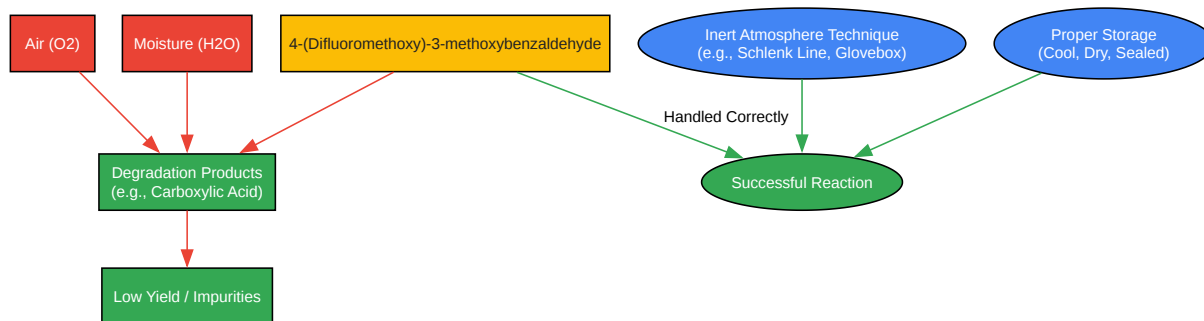 Air (O2)
Moisture (H2O)
4-(Difluoromethoxy)-3-methoxybenzaldehyde
Inert Atmosphere Technique
(e.g., Schlenk Line, Glovebox)
Proper Storage
(Cool, Dry, Sealed)
Handled Correctly
Degradation Products
(e.g., Carboxylic Acid)
Successful Reaction
Low Yield / Impurities